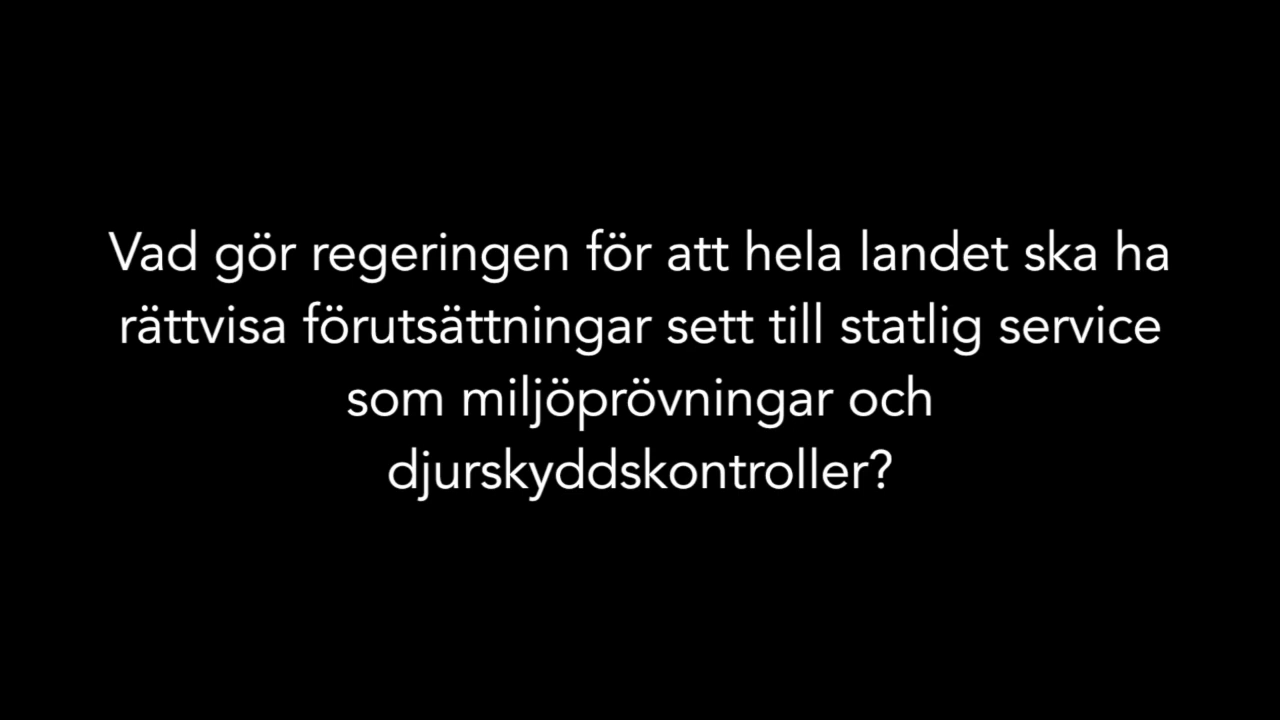 Vad gör regeringen för att hela landet ska ha
rättvisa förutsättningar sett till statlig service
som miljöprövningar och
djurskyddskontroller?